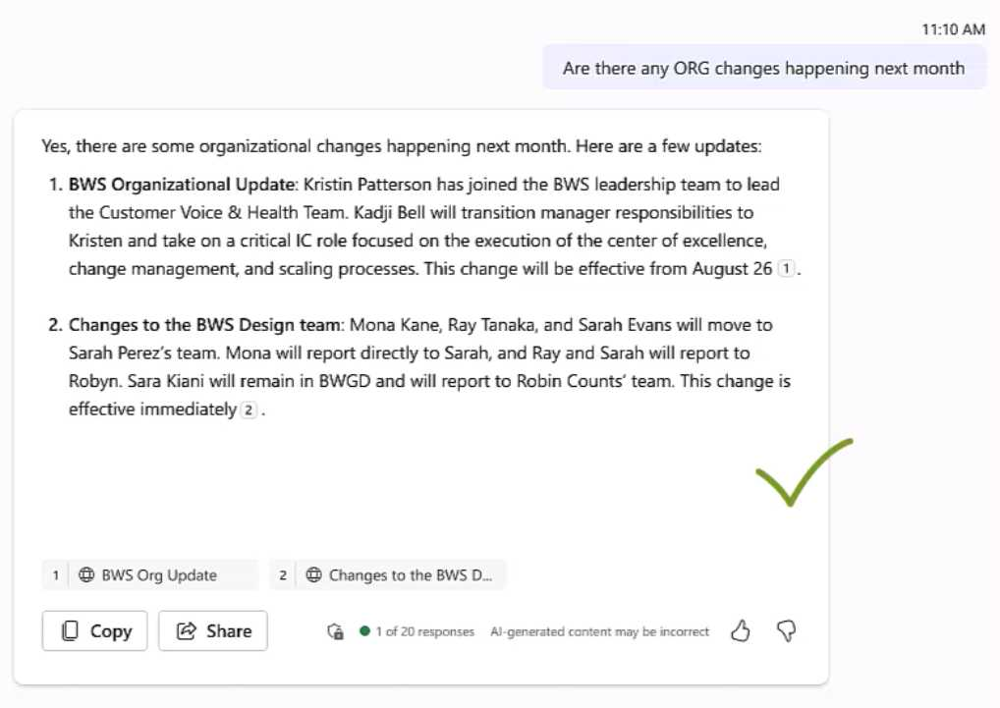 11:10 AM
Are there any ORG changes happening next month
Yes, there are some organizational changes happening next month. Here are a few updates:
1. BWS Organizational Update: Kristin Patterson has joined the BWS leadership team to lead
the Customer Voice & Health Team. Kadji Bell will transition manager responsibilities to
Kristen and take on a critical IC role focused on the execution of the center of excellence,
change management, and scaling processes. This change will be effective from August 26 1.
2. Changes to the BWS Design team: Mona Kane, Ray Tanaka, and Sarah Evans will move to
Sarah Perez's team. Mona will report directly to Sarah, and Ray and Sarah will report to
Robyn. Sara Kiani will remain in BWGD and will report to Robin Counts' team. This change is
effective immediately 2.
1 BWS Org Update 2 Changes to the BWS D...
Copy Share 1 of 20 responses AI-generated content may be incorrect